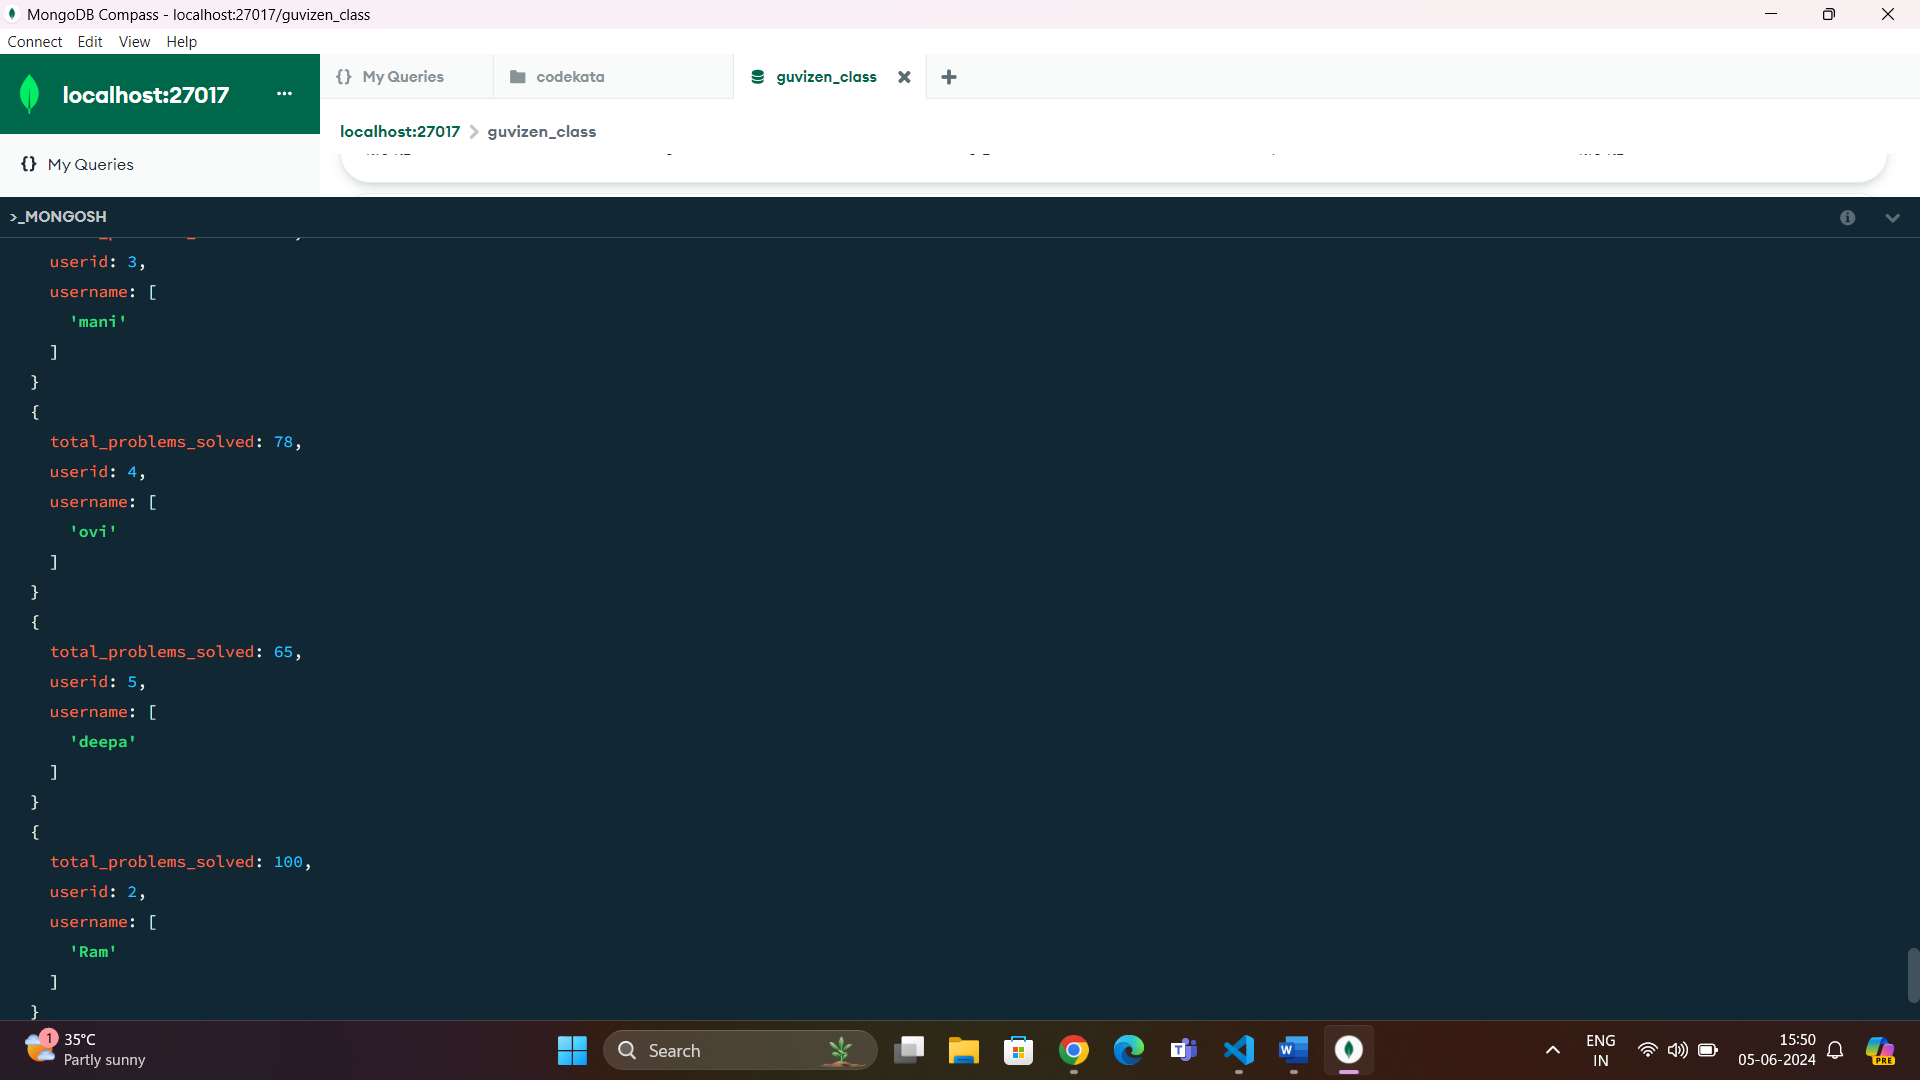 MongoDB Compass - localhost:27017/guvizen_class
Connect Edit View Help
localhost:27017 ...
{} My Queries
codekata
guvizen_class
localhost:27017 > guvizen_class
{} My Queries
>_MONGOSH
userid: 3,
username: [
'mani'
]
}
{
total_problems_solved: 78,
userid: 4,
username: [
'ovi'
]
}
{
total_problems_solved: 65,
userid: 5,
username: [
'deepa'
]
}
{
total_problems_solved: 100,
userid: 2,
username: [
'Ram'
]
}
1
35°C
Partly sunny
Search
ENG
IN
15:50
05-06-2024
PRE